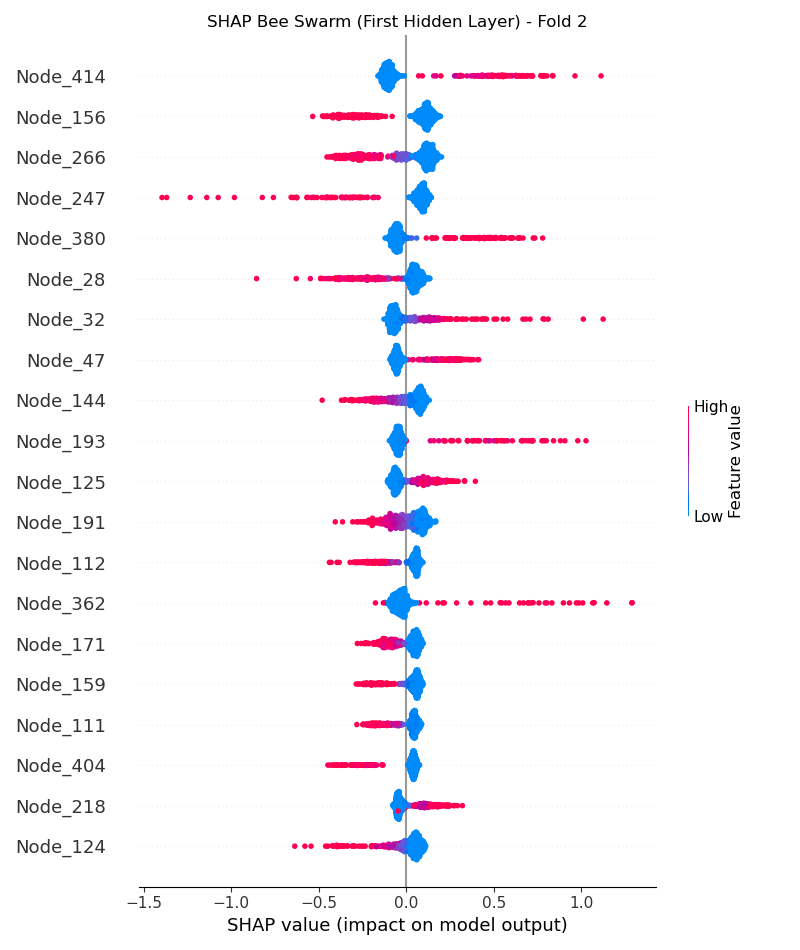 SHAP Bee Swarm (First Hidden Layer) - Fold 2
Node_414
Node_156
Node_266
Node_247
Node_380
Node_28
Node_32
Node_47
Node_144
Node_193
Node_125
Node_191
Node_112
Node_362
Node_171
Node_159
Node_111
Node_404
Node_218
Node_124
High
Feature value
Low
−1.5 −1.0 −0.5 0.0 0.5 1.0
SHAP value (impact on model output)